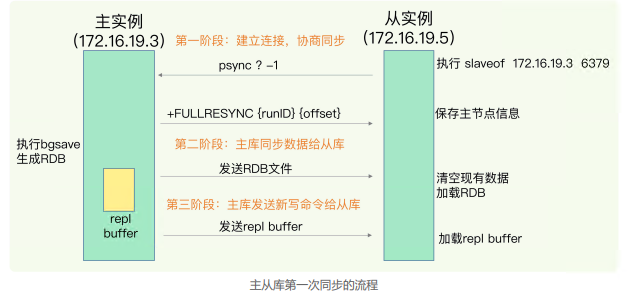 主实例
(172.16.19.3)
从实例
(172.16.19.5)
第一阶段：建立连接，协商同步
psync ? -1
执行 slaveof 172.16.19.3 6379
+FULLRESYNC {runID} {offset}
保存主节点信息
执行bgsave
生成RDB
第二阶段：主库同步数据给从库
发送RDB文件
清空现有数据
加载RDB
第三阶段：主库发送新写命令给从库
repl
buffer
发送repl buffer
加载repl buffer
主从库第一次同步的流程